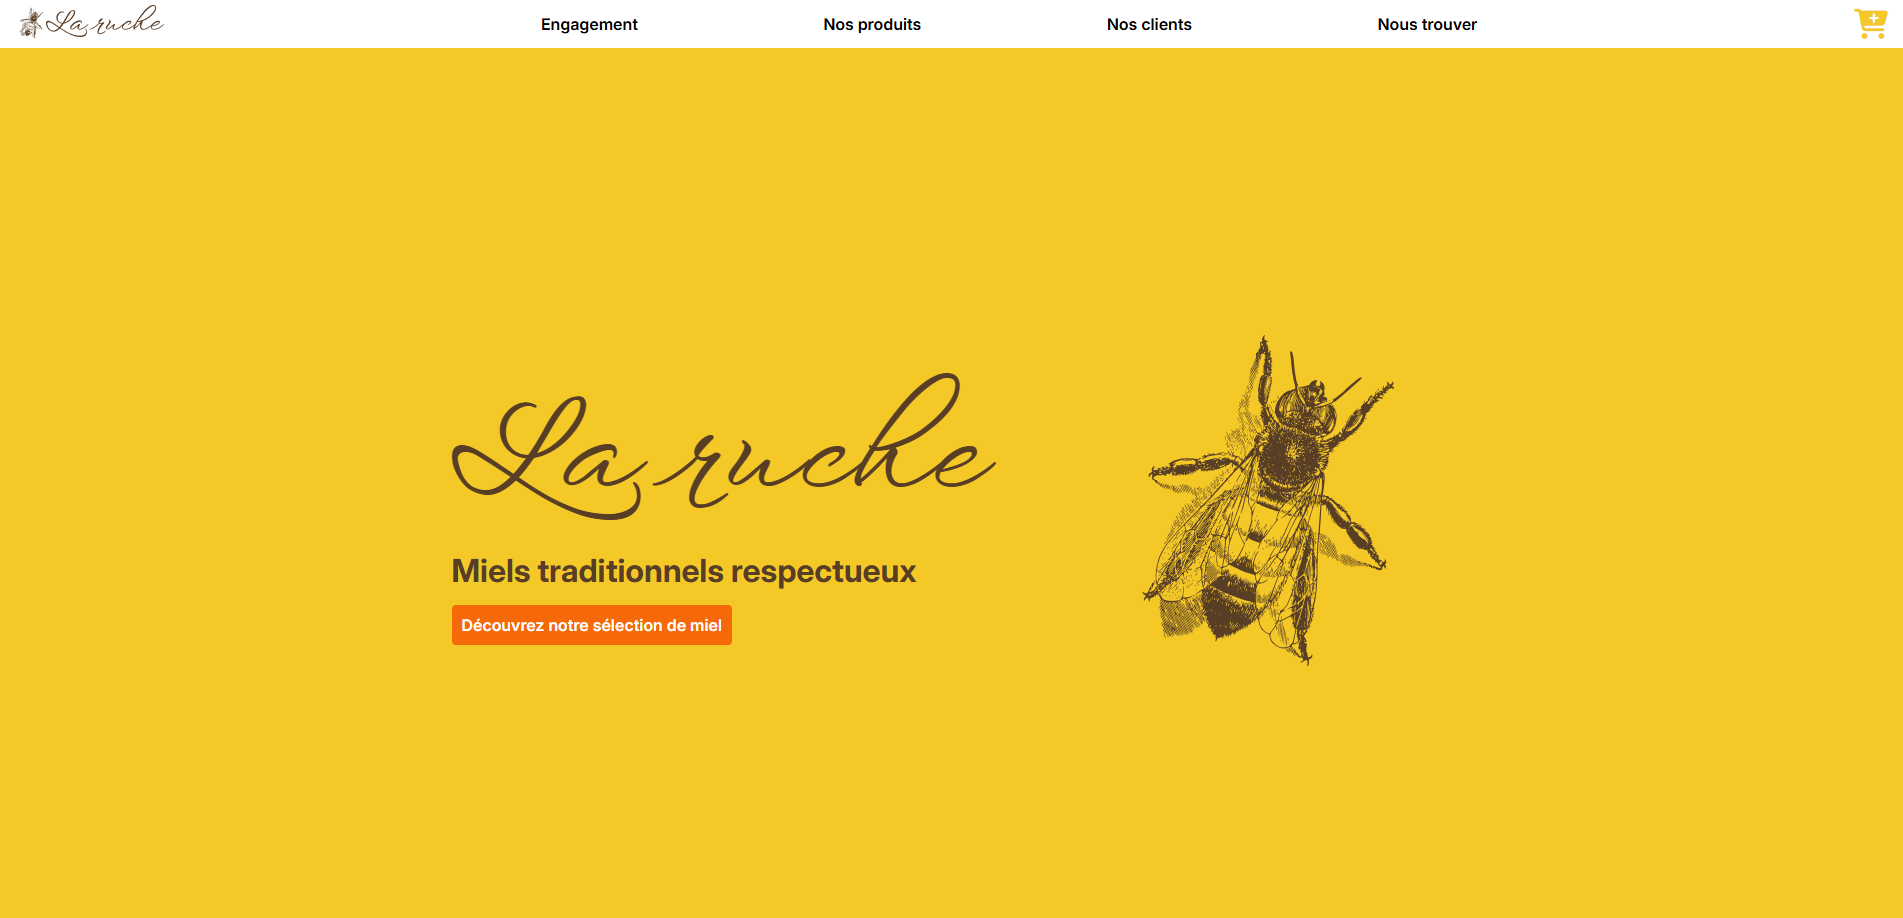 La ruche
Engagement
Nos produits
Nos clients
Nous trouver
La ruche
Miels traditionnels respectueux
Découvrez notre sélection de miel